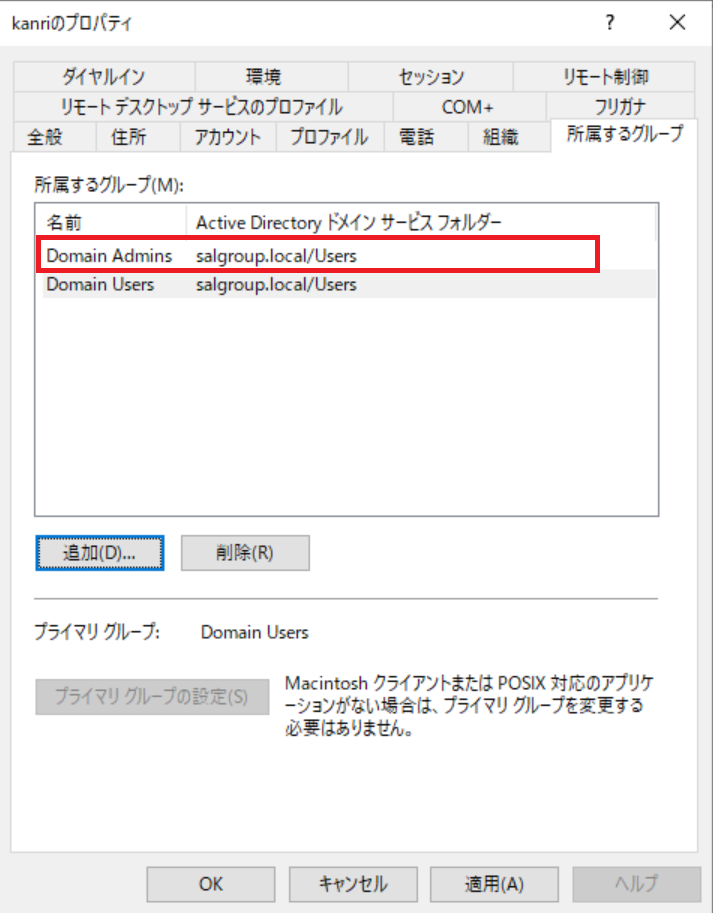 kanriのプロパティ ?
ダイヤルイン 環境 セッション リモート制御
リモート デスクトップ サービスのプロファイル COM+ フリガナ
全般 住所 アカウント プロファイル 電話 組織 所属するグループ
所属するグループ(M):
名前 Active Directory ドメイン サービス フォルダー
Domain Admins salgroup.local/Users
Domain Users salgroup.local/Users
追加(D)... 削除(R)
プライマリ グループ: Domain Users
プライマリ グループの設定(S)
Macintosh クライアントまたは POSIX 対応のアプリケ
ーションがない場合は、プライマリ グループを変更する
必要はありません。
OK キャンセル 適用(A) ヘルプ